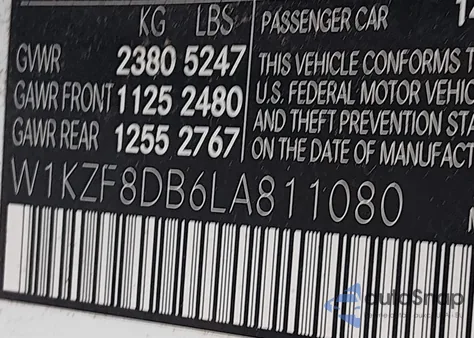 KG LBS
GVWR 2380 5247
GAWR FRONT 1125 2480
GAWR REAR 1255 2767
PASSENGER CAR
THIS VEHICLE CONFORMS T
U.S. FEDERAL MOTOR VEHIC
AND THEFT PREVENTION STA
ON THE DATE OF MANUFACT
W1KZF8DB6LA811080
autoSnap